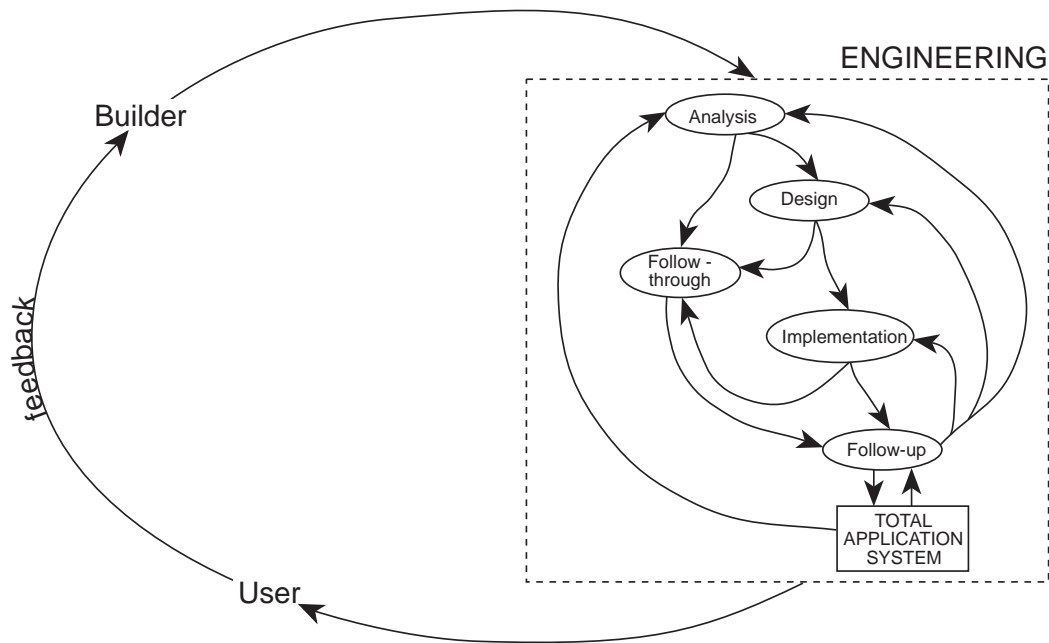 ENGINEERING
Builder
Analysis
Design
Follow -
through
Implementation
feedback
Follow-up
TOTAL
APPLICATION
SYSTEM
User